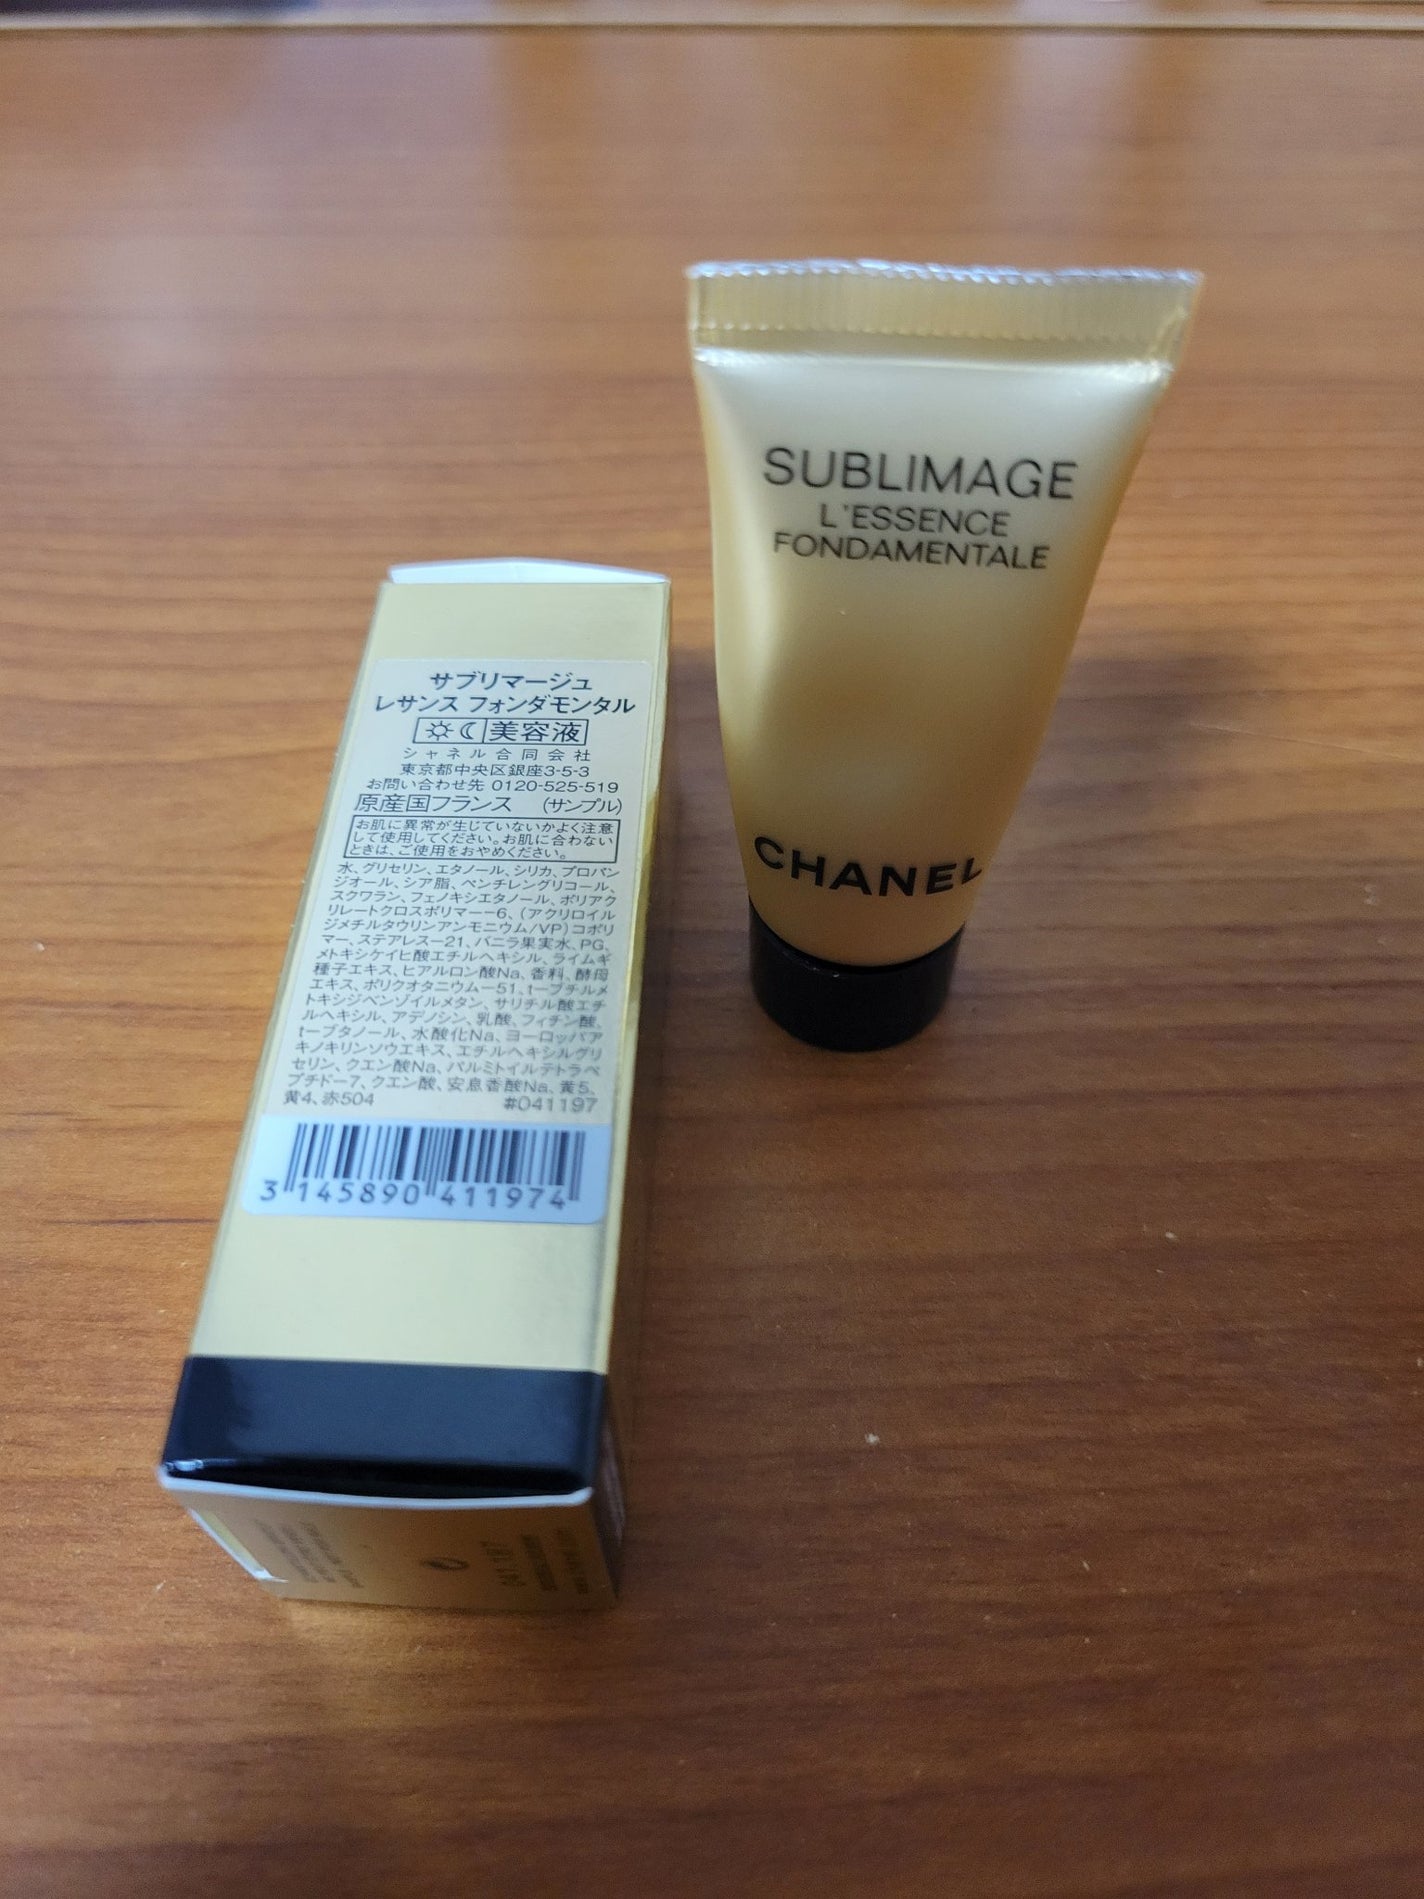 サブリマージュ
レサンス フォンダモンタル
美容液
シャネル合同会社
東京都中央区銀座3-5-3
お問い合わせ先 0120-525-519
原産国フランス (サンプル)
お肌に異常が生じていないかよく注意
して使用してください。お肌に合わない
ときは、ご使用をおやめください。
水、グリセリン、エタノール、シリカ、プロパン
ジオール、シア脂、ペンチレングリコール、
スクワラン、フェノキシエタノール、ポリアク
リレートクロスポリマー-6、(アクリロイル
ジメチルタウリンアンモニウム/VP)コポリ
マー、ステアレス-21、バニラ果実水、PG、
メトキシケイヒ酸エチルヘキシル、ライムギ
種子エキス、ヒアルロン酸Na、香料、酵母
エキス、ポリクオタニウム-51、t-ブチルメ
トキシジベンゾイルメタン、サリチル酸エチ
ルヘキシル、アデノシン、乳酸、フィチン酸、
t-ブタノール、水酸化Na、ヨーロッパア
キノキリンソウエキス、エチルヘキシルグリ
セリン、クエン酸Na、パルミトイルテトラペ
プチド-7、クエン酸、安息香酸Na、黄5、
黄4、赤504 #041197
3 145890 411974
SUBLIMAGE
L'ESSENCE
FONDAMENTALE
CHANEL